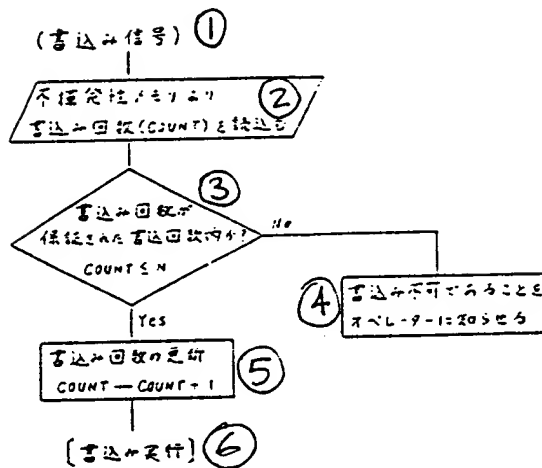 (書込み信号) ①
不揮発性メモリより ②
書込み回数(COUNT)を読込む
③
書込み回数が
保証された書込回数内か?
COUNT ≤ N
No
④ 書込み不可であることを
オペレーターに知らせる
Yes
書込み回数の更新
COUNT ← COUNT + 1 ⑤
[書込み実行] ⑥